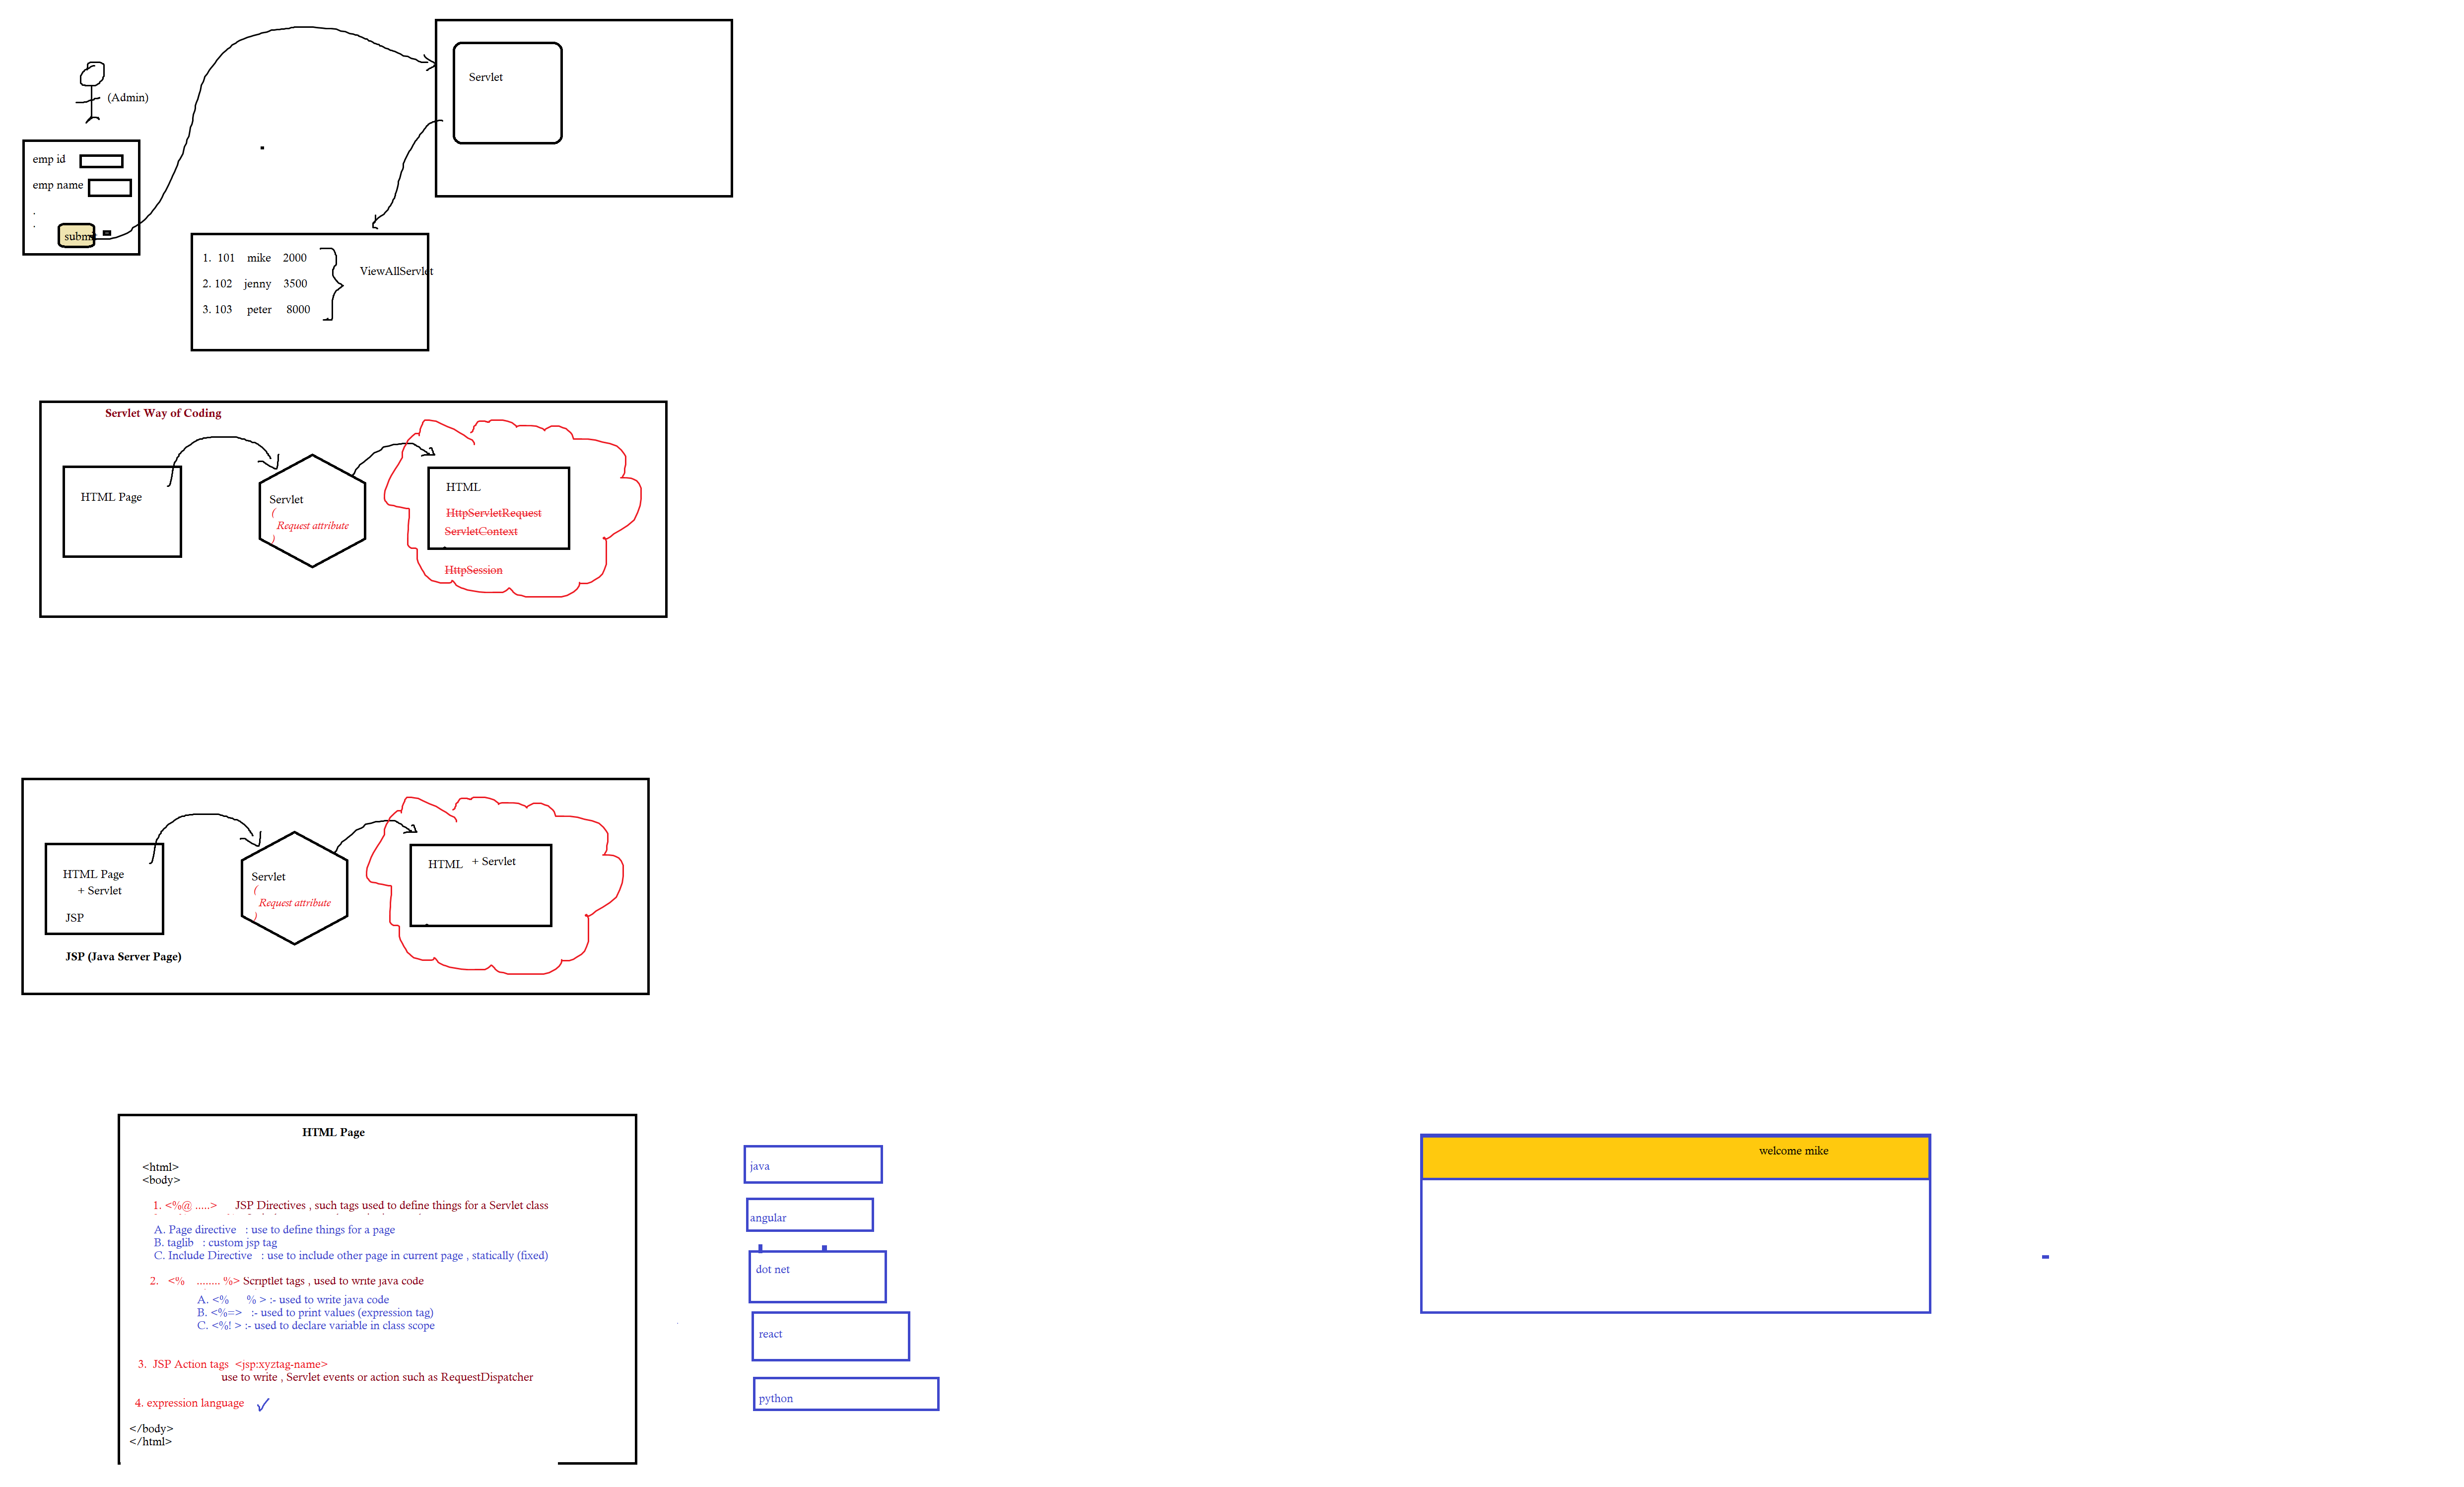 Servlet
(Admin)
emp id
emp name
.
.
submit
1. 101 mike 2000
2. 102 jenny 3500
3. 103 peter 8000
ViewAllServlet
Servlet Way of Coding
HTML Page
Servlet
(
Request attribute
)
HTML
HttpServletRequest
ServletContext
HttpSession
HTML Page
+ Servlet
JSP
Servlet
(
Request attribute
)
HTML + Servlet
JSP (Java Server Page)
HTML Page
<html>
<body>
1. <%@ .....> JSP Directives , such tags used to define things for a Servlet class
A. Page directive : use to define things for a page
B. taglib : custom jsp tag
C. Include Directive : use to include other page in current page , statically (fixed)
2. <% ........ %> Scriptlet tags , used to write java code
A. <% % > :- used to write java code
B. <%=> :- used to print values (expression tag)
C. <%! > :- used to declare variable in class scope
3. JSP Action tags <jsp:xyztag-name>
use to write , Servlet events or action such as RequestDispatcher
4. expression language
</body>
</html>
java
angular
dot net
react
python
welcome mike